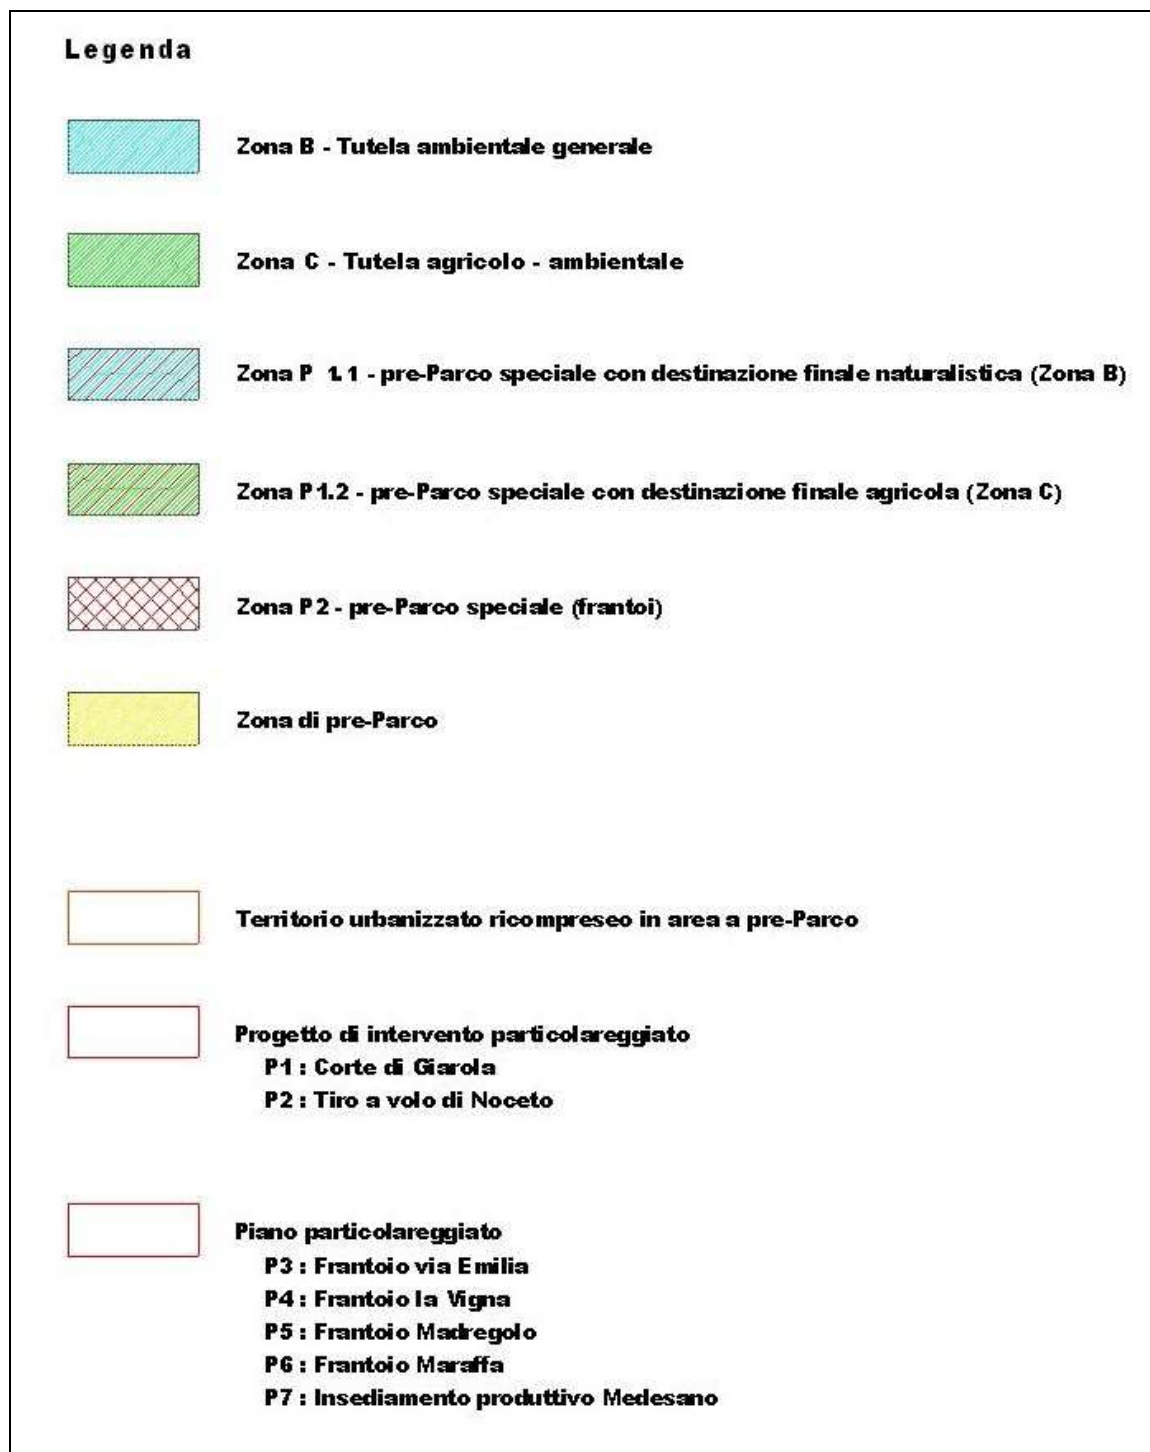 Legenda
Zona B - Tutela ambientale generale
Zona C - Tutela agricolo - ambientale
Zona P 1.1 - pre-Parco speciale con destinazione finale naturalistica (Zona B)
Zona P1.2 - pre-Parco speciale con destinazione finale agricola (Zona C)
Zona P2 - pre-Parco speciale (frantoi)
Zona di pre-Parco
Territorio urbanizzato ricompreseo in area a pre-Parco
Progetto di intervento particolareggiato
P1 : Corte di Giarola
P2 : Tiro a volo di Noceto
Piano particolareggiato
P3 : Frantoio via Emilia
P4 : Frantoio la Vigna
P5 : Frantoio Madregolo
P6 : Frantoio Maraffa
P7 : Insediamento produttivo Medesano